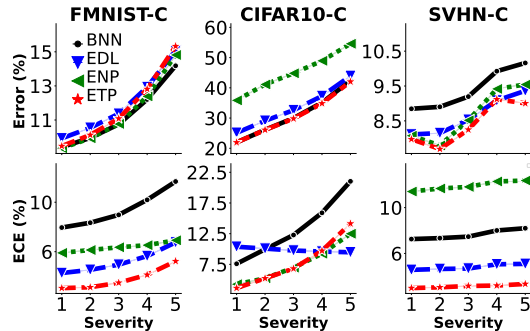 FMNIST-C CIFAR10-C SVHN-C
Error (%)
15
13
11
BNN
EDL
ENP
ETP
60
50
40
30
20
10.5
9.5
8.5
ECE (%)
10
6
1 2 3 4 5
Severity
22.5
17.5
12.5
7.5
1 2 3 4 5
Severity
10
6
1 2 3 4 5
Severity